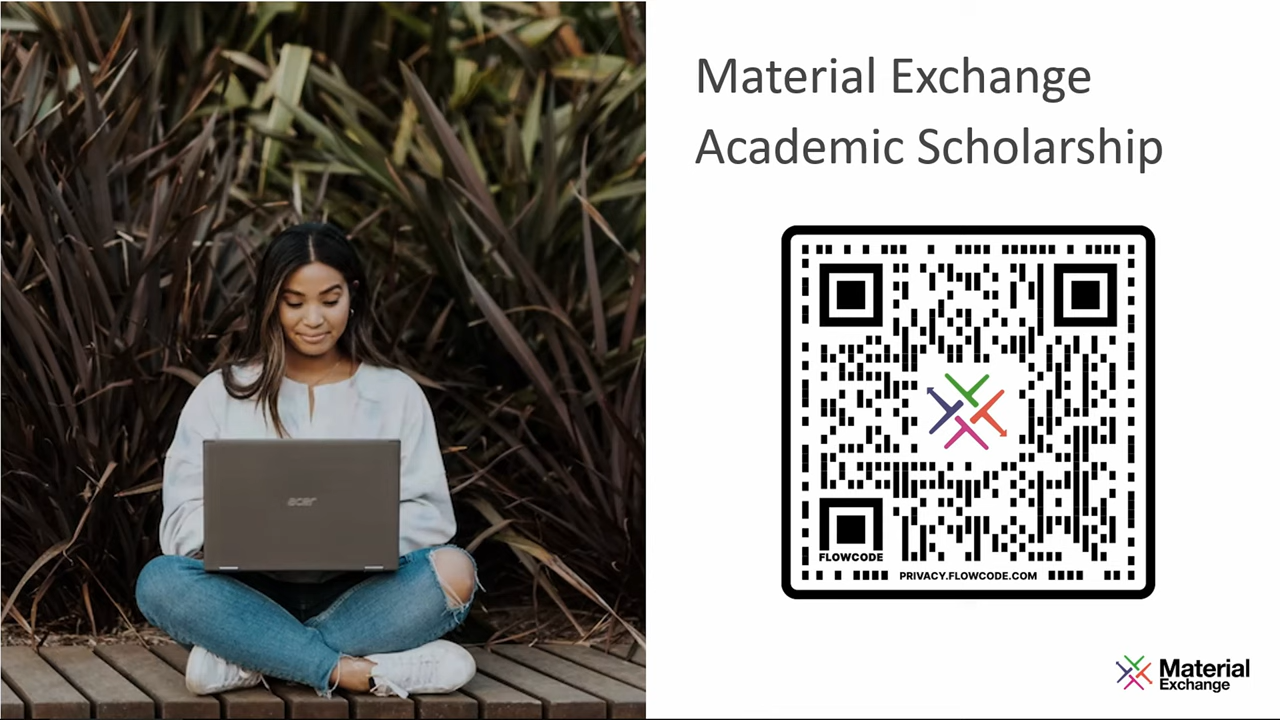 Material Exchange
Academic Scholarship
acer
FLOWCODE
PRIVACY.FLOWCODE.COM
Material
Exchange